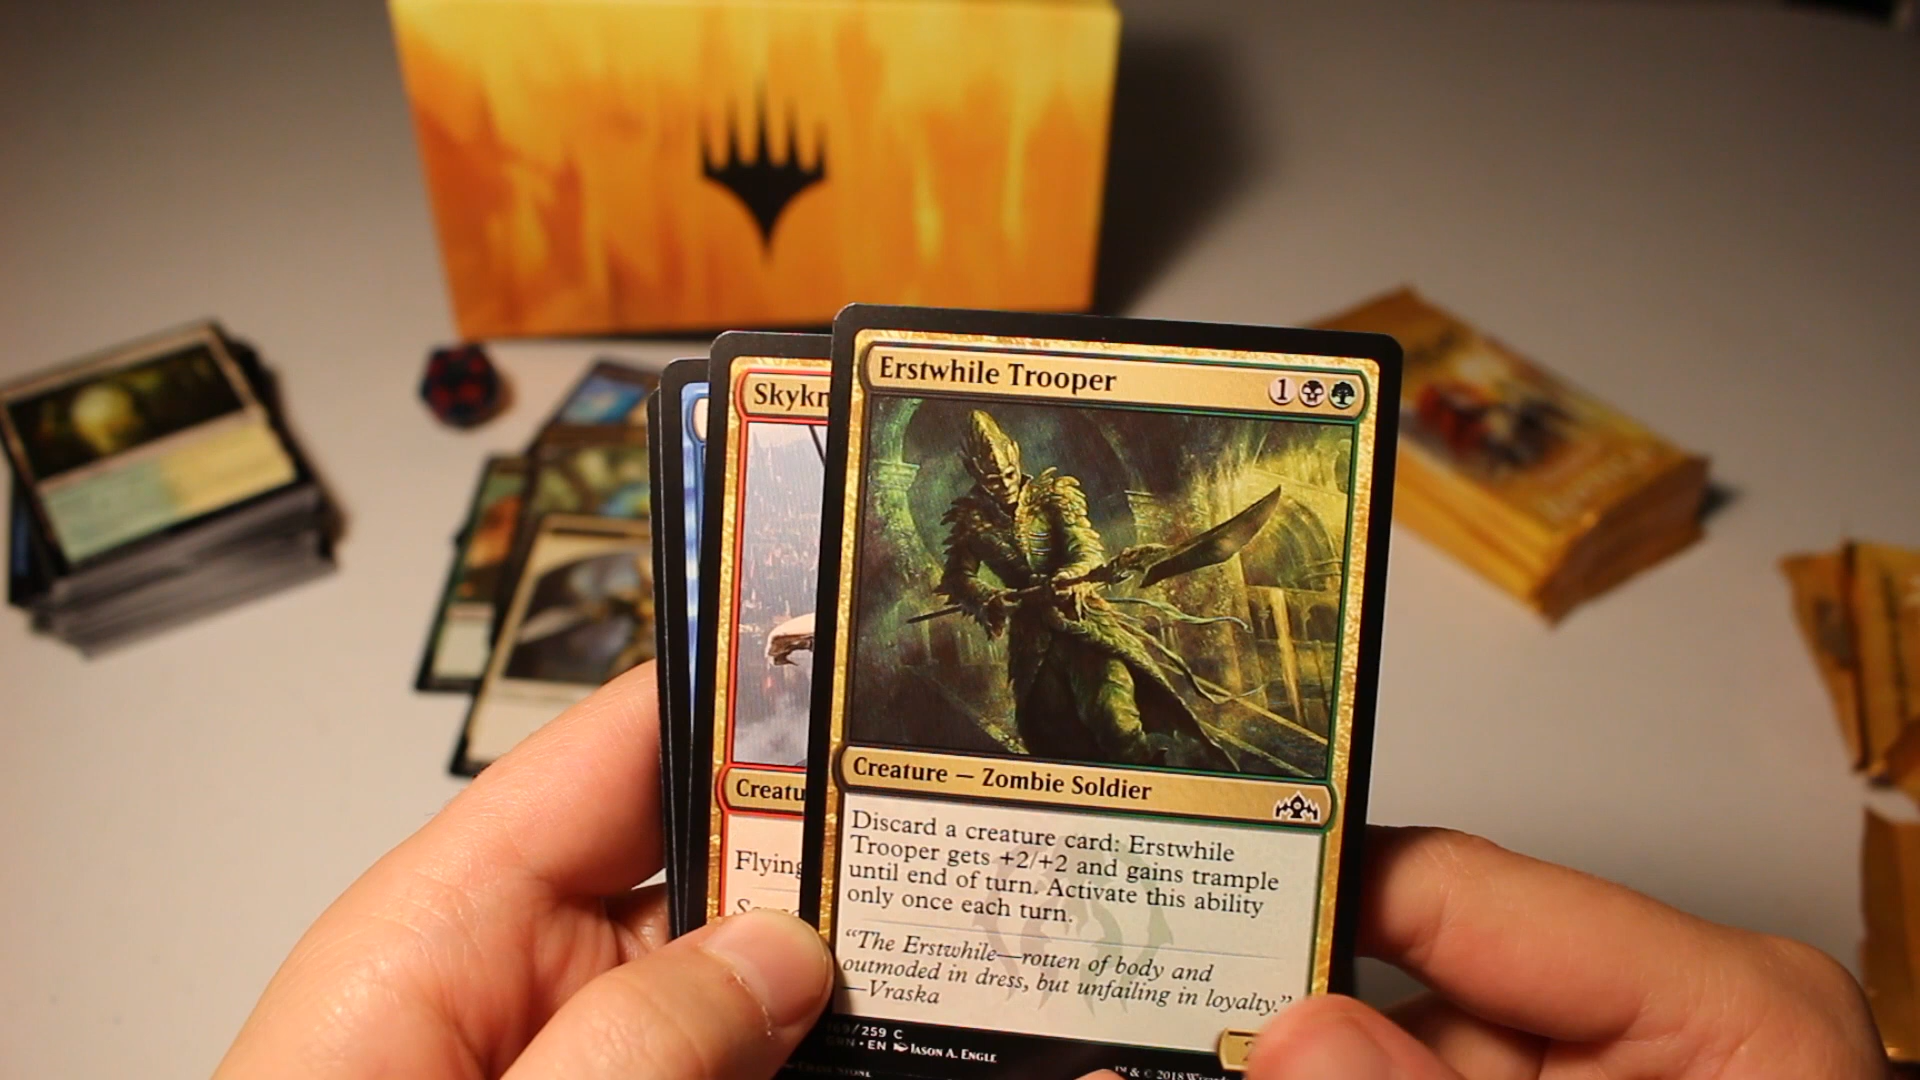 Erstwhile Trooper
1
Skykn
Creature — Zombie Soldier
Creatu
Discard a creature card: Erstwhile
Trooper gets +2/+2 and gains trample
until end of turn. Activate this ability
only once each turn.
Flying
“The Erstwhile—rotten of body and
outmoded in dress, but unfailing in loyalty.”
—Vraska
/259 C
• EN Jason A. Engle
™ & © 2018